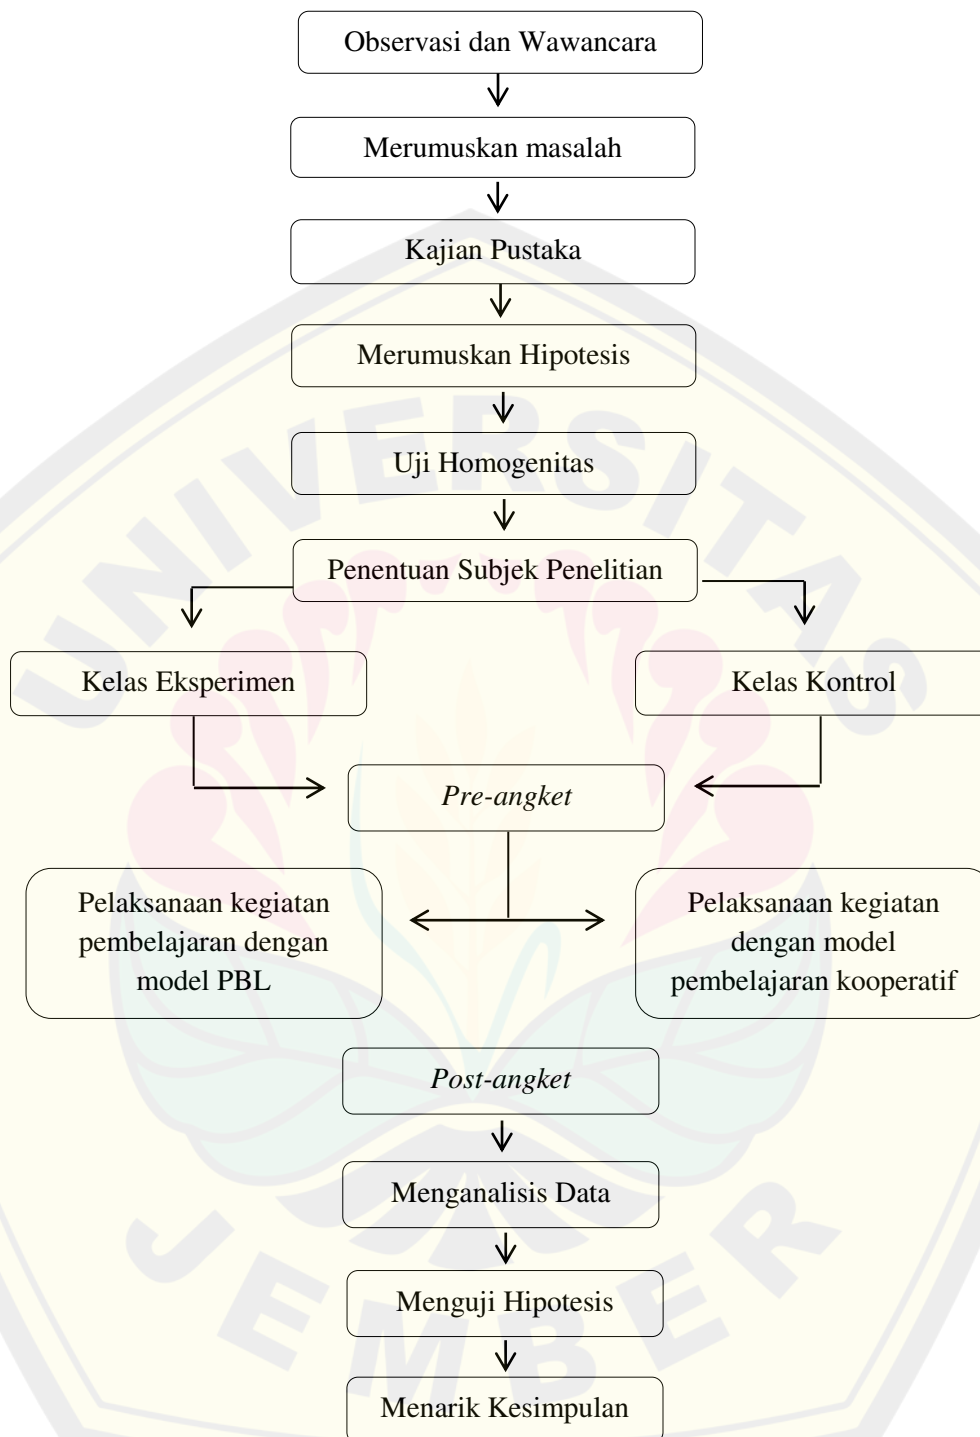 Observasi dan Wawancara
Merumuskan masalah
Kajian Pustaka
Merumuskan Hipotesis
Uji Homogenitas
Penentuan Subjek Penelitian
Kelas Eksperimen
Kelas Kontrol
Pre-angket
Pelaksanaan kegiatan
pembelajaran dengan
model PBL
Pelaksanaan kegiatan
dengan model
pembelajaran kooperatif
Post-angket
Menganalisis Data
Menguji Hipotesis
Menarik Kesimpulan
UNIVERSITAS
JEMBER